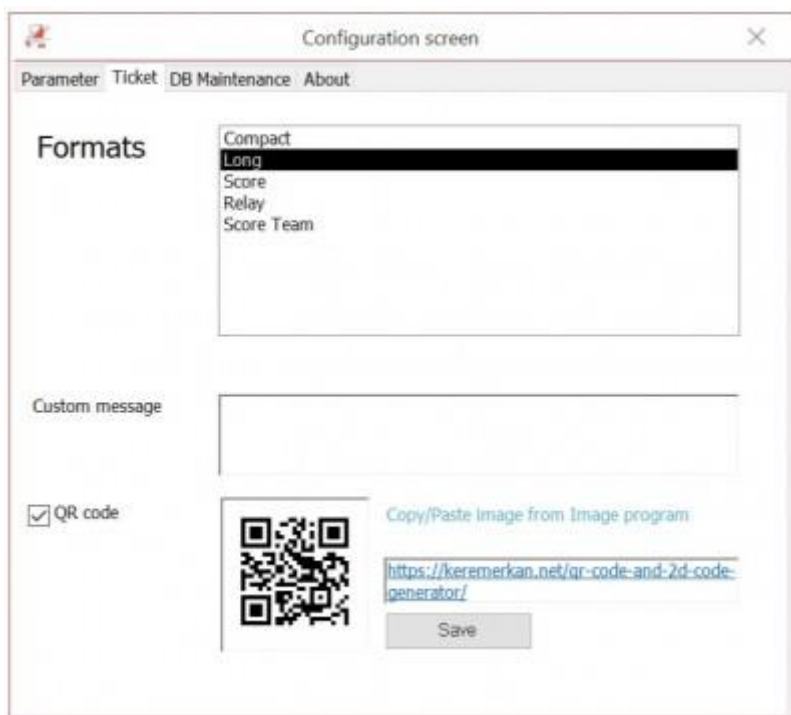 Configuration screen
Parameter Ticket DB Maintenance About
Formats
Compact
Long
Score
Relay
Score Team
Custom message
QR code
Copy/Paste image from Image program
https://keremerkan.net/qr-code-and-2d-code-
generator/
Save